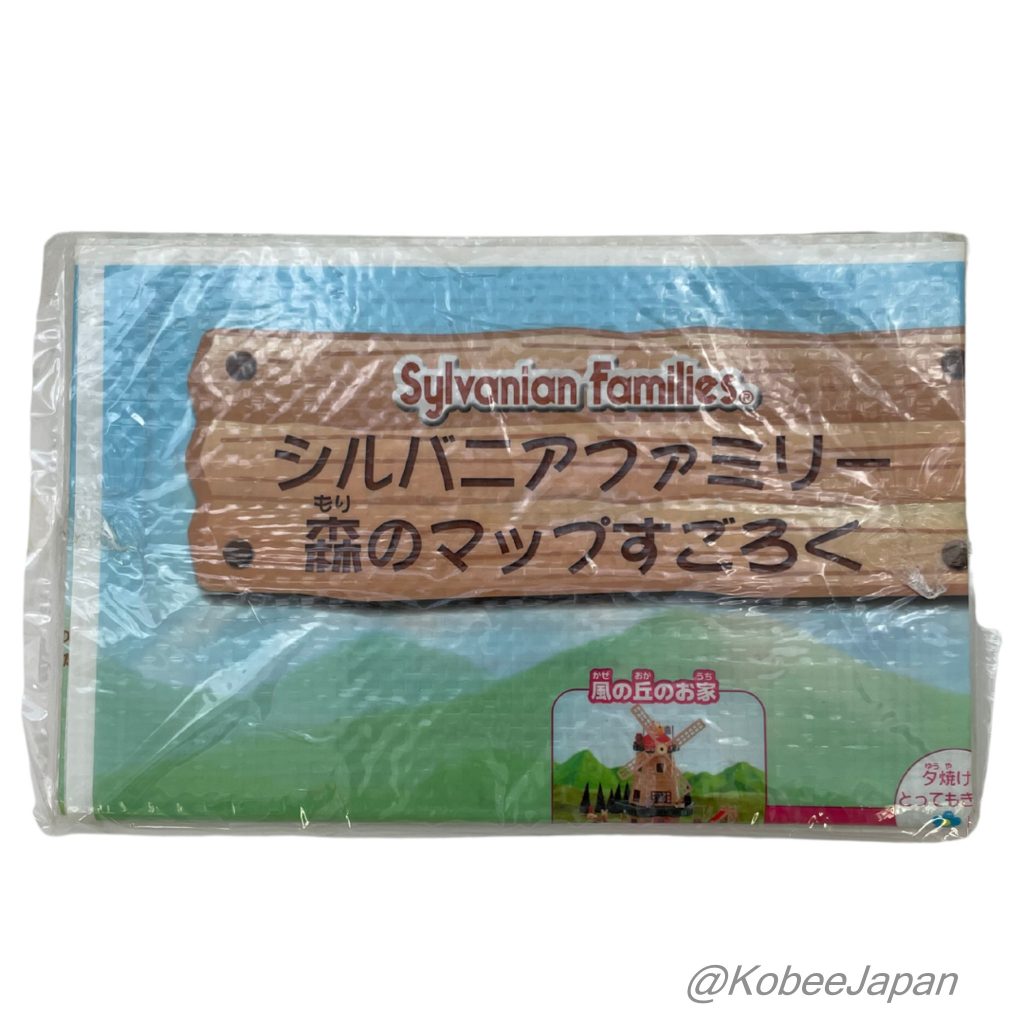 Sylvanian Families®
シルバニアファミリー
もり
森のマップすごろく
かぜ おか うち
風の丘のお家
ゆうや
夕焼け
とってもき
@KobeeJapan